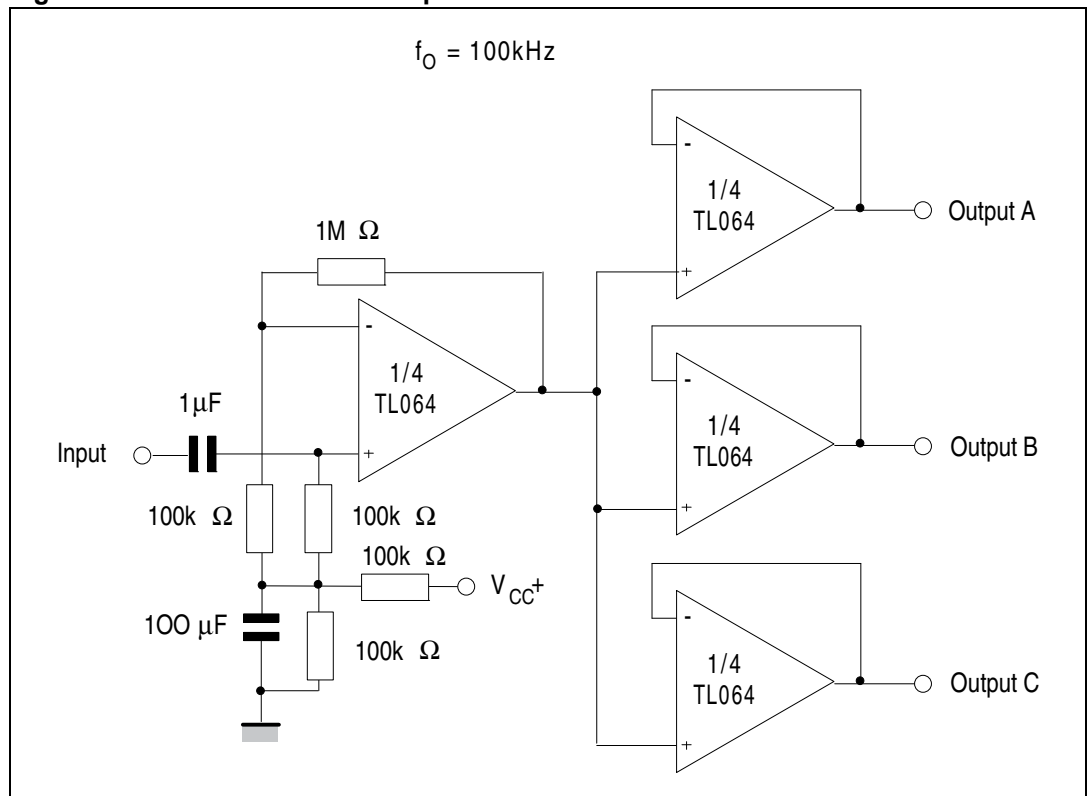 f_O = 100kHz
-
1/4
TL064
+
Output A
1M Ω
-
1/4
TL064
+
1µF
Input
-
1/4
TL064
+
Output B
100k Ω
100k Ω
100k Ω
V_CC+
1OO µF
100k Ω
-
1/4
TL064
+
Output C